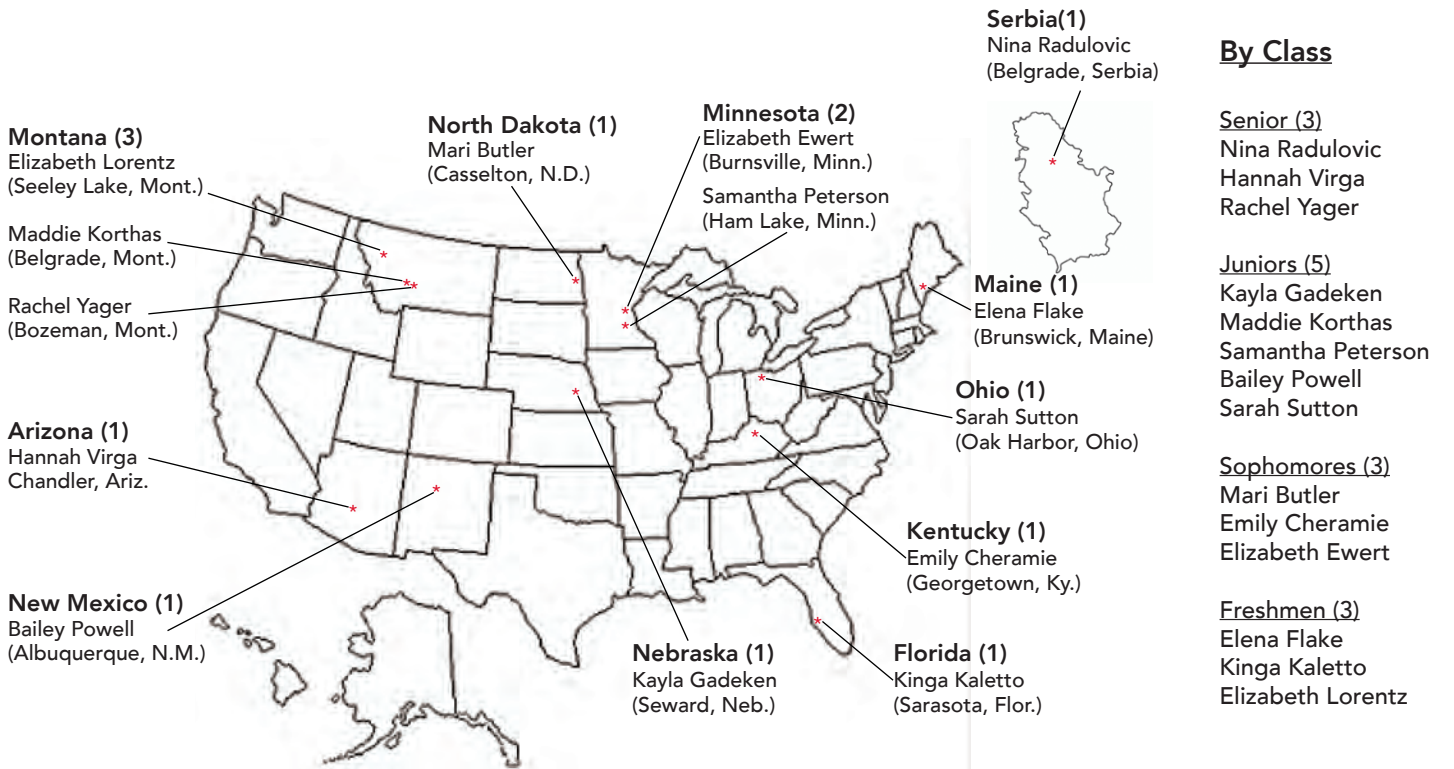 Serbia(1)
Nina Radulovic
(Belgrade, Serbia)
Montana (3)
Elizabeth Lorentz
(Seeley Lake, Mont.)
Maddie Korthas
(Belgrade, Mont.)
Rachel Yager
(Bozeman, Mont.)
North Dakota (1)
Mari Butler
(Casselton, N.D.)
Minnesota (2)
Elizabeth Ewert
(Burnsville, Minn.)
Samantha Peterson
(Ham Lake, Minn.)
Maine (1)
Elena Flake
(Brunswick, Maine)
Ohio (1)
Sarah Sutton
(Oak Harbor, Ohio)
Arizona (1)
Hannah Virga
Chandler, Ariz.
Kentucky (1)
Emily Cheramie
(Georgetown, Ky.)
New Mexico (1)
Bailey Powell
(Albuquerque, N.M.)
Nebraska (1)
Kayla Gadeken
(Seward, Neb.)
Florida (1)
Kinga Kaletto
(Sarasota, Flor.)
By Class
Senior (3)
Nina Radulovic
Hannah Virga
Rachel Yager
Juniors (5)
Kayla Gadeken
Maddie Korthas
Samantha Peterson
Bailey Powell
Sarah Sutton
Sophomores (3)
Mari Butler
Emily Cheramie
Elizabeth Ewert
Freshmen (3)
Elena Flake
Kinga Kaletto
Elizabeth Lorentz